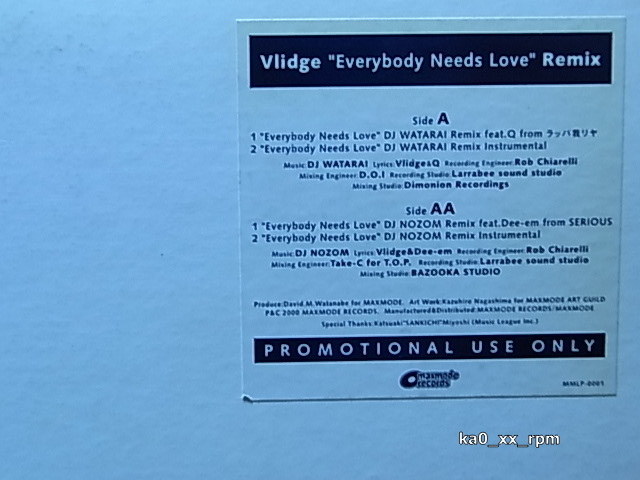 Vlidge "Everybody Needs Love" Remix
Side A
1 "Everybody Needs Love" DJ WATARAI Remix feat.Q from ラッパ我リヤ
2 "Everybody Needs Love" DJ WATARAI Remix Instrumental
Music:DJ WATARAI Lyrics:Vlidge&Q Recording Engineer:Rob Chiarelli
Mixing Engineer:D.O.I Recording Studio:Larrabee sound studio
Mixing Studio:Dimonion Recordings
Side AA
1 "Everybody Needs Love" DJ NOZOM Remix feat.Dee-em from SERIOUS
2 "Everybody Needs Love" DJ NOZOM Remix Instrumental
Music:DJ NOZOM Lyrics:Vlidge&Dee-em Recording Engineer:Rob Chiarelli
Mixing Engineer:Take-C for T.O.P. Recording Studio:Larrabee sound studio
Mixing Studio:BAZOOKA STUDIO
Produce:David.M.Watanabe for MAXMODE. Art Work:Kazuhiro Nagashima for MAXMODE ART GUILD
P&C 2000 MAXMODE RECORDS. Manufactured&Distributed:MAXMODE RECORDS/MAXMODE
Special Thanks:Katsuaki"SANKICHI"Miyoshi (Music League Inc.)
PROMOTIONAL USE ONLY
maxmode
records
MMLP-0001
ka0_xx_rpm